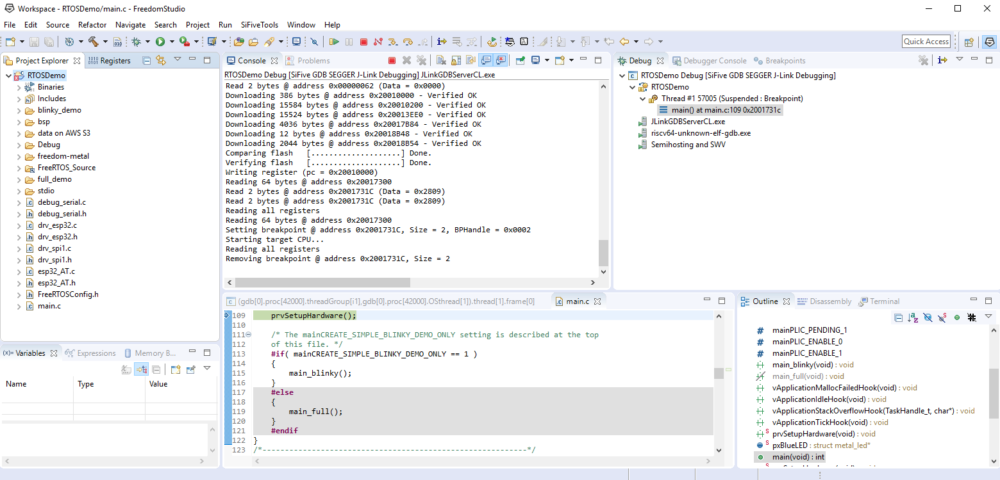 Workspace - RTOSDemo/main.c - FreedomStudio
File Edit Source Refactor Navigate Search Project Run SiFiveTools Window Help
Quick Access
Project Explorer Registers
RTOSDemo
Binaries
Includes
blinky_demo
bsp
data on AWS S3
Debug
freedom-metal
FreeRTOS_Source
full_demo
stdio
debug_serial.c
debug_serial.h
drv_esp32.c
drv_esp32.h
drv_spi1.c
drv_spi1.h
esp32_AT.c
esp32_AT.h
FreeRTOSConfig.h
main.c
Console Problems
RTOSDemo Debug [SiFive GDB SEGGER J-Link Debugging] JLinkGDBServerCL.exe
Read 2 bytes @ address 0x00000062 (Data = 0x0000)
Downloading 386 bytes @ address 0x20010000 - Verified OK
Downloading 15584 bytes @ address 0x20010200 - Verified OK
Downloading 15524 bytes @ address 0x20013EE0 - Verified OK
Downloading 4036 bytes @ address 0x20017B84 - Verified OK
Downloading 12 bytes @ address 0x20018B48 - Verified OK
Downloading 2044 bytes @ address 0x20018B54 - Verified OK
Comparing flash   [.....................] Done.
Verifying flash   [.....................] Done.
Writing register (pc = 0x20010000)
Reading 64 bytes @ address 0x20017300
Read 2 bytes @ address 0x2001731C (Data = 0x2809)
Read 2 bytes @ address 0x2001731C (Data = 0x2809)
Reading all registers
Reading 64 bytes @ address 0x20017300
Setting breakpoint @ address 0x2001731C, Size = 2, BPHandle = 0x0002
Starting target CPU...
Reading all registers
Removing breakpoint @ address 0x2001731C, Size = 2
Debug Debugger Console Breakpoints
RTOSDemo Debug [SiFive GDB SEGGER J-Link Debugging]
RTOSDemo
Thread #1 57005 (Suspended : Breakpoint)
main() at main.c:109 0x2001731c
JLinkGDBServerCL.exe
riscv64-unknown-elf-gdb.exe
Semihosting and SWV
(x)= Variables Expressions Memory B...
Name Type Value
(gdb[0].proc[42000].threadGroup[i1],gdb[0].proc[42000].OSthread[1]).thread[1].frame[0] main.c
109 prvSetupHardware();
110
111 /* The mainCREATE_SIMPLE_BLINKY_DEMO_ONLY setting is described at the top
112 of this file. */
113 #if( mainCREATE_SIMPLE_BLINKY_DEMO_ONLY == 1 )
114 {
115 main_blinky();
116 }
117 #else
118 {
119 main_full();
120 }
121 #endif
122 }
123 /*-----------------------------------------------------------*/
Outline Disassembly Terminal
mainPLIC_PENDING_1
mainPLIC_ENABLE_0
mainPLIC_ENABLE_1
main_blinky(void) : void
main_full(void) : void
vApplicationMallocFailedHook(void) : void
vApplicationIdleHook(void) : void
vApplicationStackOverflowHook(TaskHandle_t, char*) : void
vApplicationTickHook(void) : void
prvSetupHardware(void) : void
pxBlueLED : struct metal_led*
main(void) : int